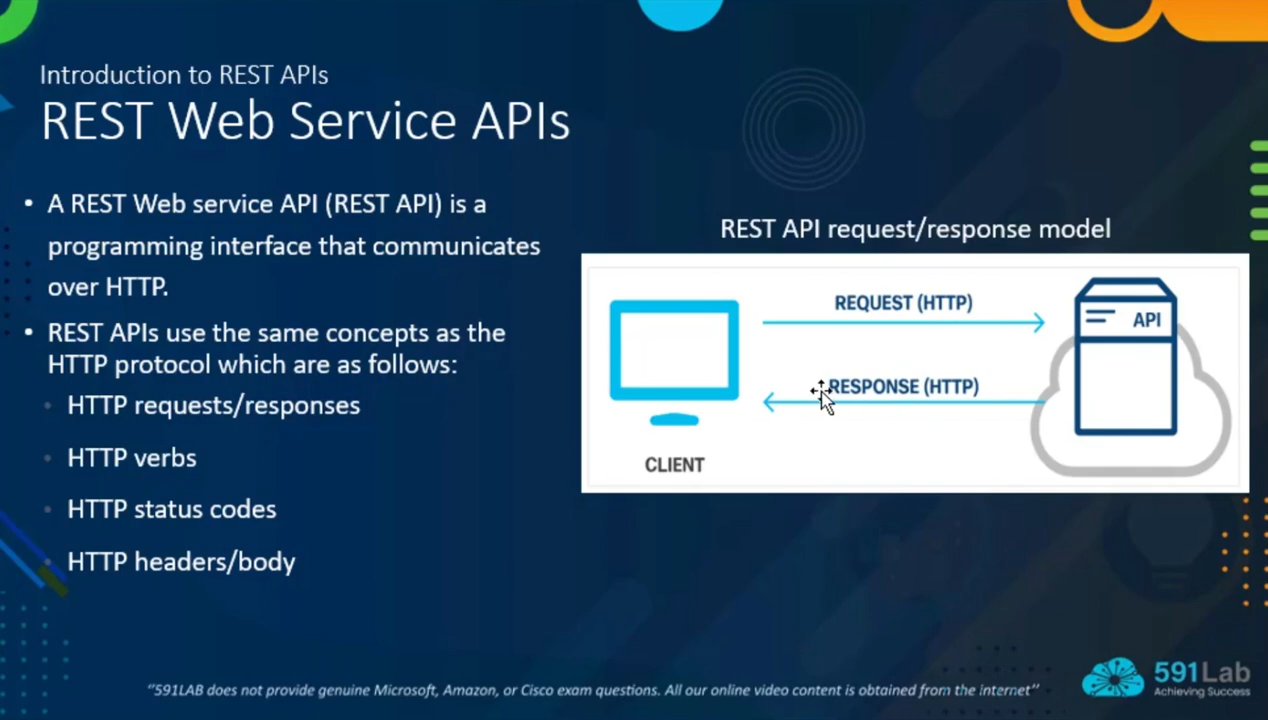 Introduction to REST APIs
REST Web Service APIs
• A REST Web service API (REST API) is a
programming interface that communicates
over HTTP.
• REST APIs use the same concepts as the
HTTP protocol which are as follows:
• HTTP requests/responses
• HTTP verbs
• HTTP status codes
• HTTP headers/body
REST API request/response model
REQUEST (HTTP)
API
RESPONSE (HTTP)
CLIENT
"591LAB does not provide genuine Microsoft, Amazon, or Cisco exam questions. All our online video content is obtained from the internet"
591Lab
Achieving Success